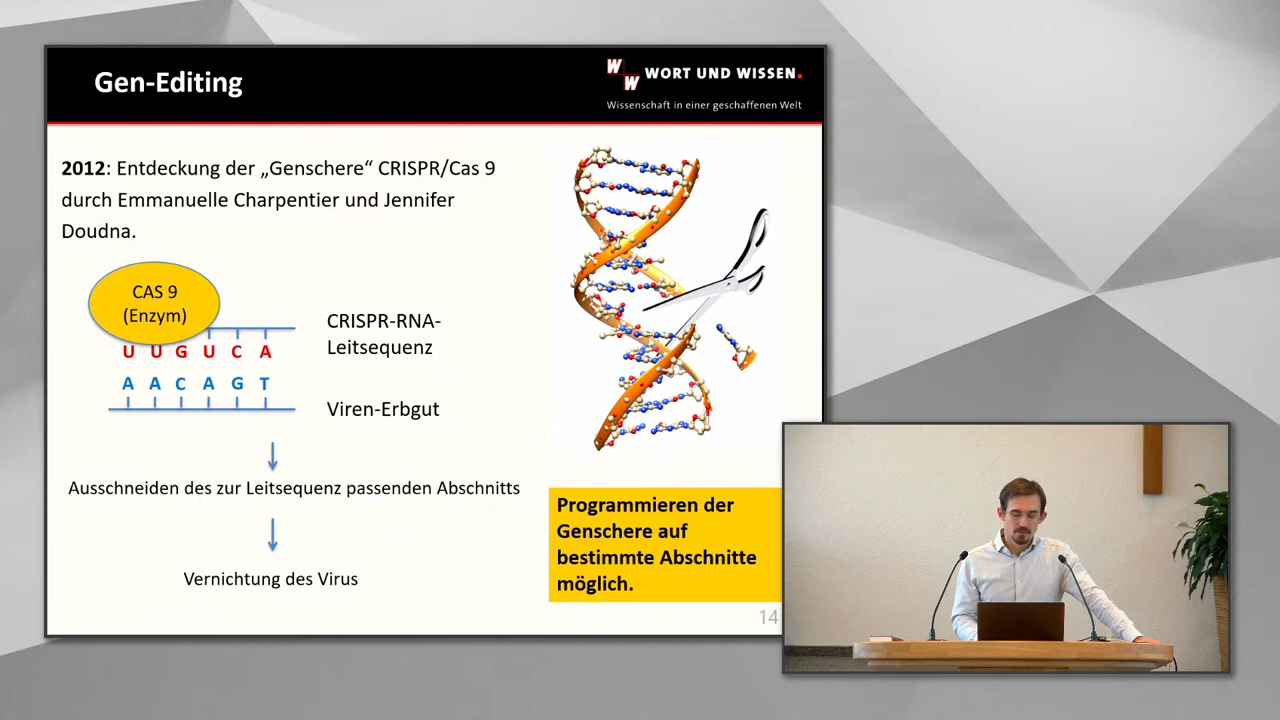 Gen-Editing
W W WORT UND WISSEN.
Wissenschaft in einer geschaffenen Welt
2012: Entdeckung der „Genschere“ CRISPR/Cas 9
durch Emmanuelle Charpentier und Jennifer
Doudna.
CAS 9
(Enzym)
CRISPR-RNA-
Leitsequenz
U U G U C A
A A C A G T
Viren-Erbgut
Ausschneiden des zur Leitsequenz passenden Abschnitts
Vernichtung des Virus
Programmieren der
Genschere auf
bestimmte Abschnitte
möglich.
14